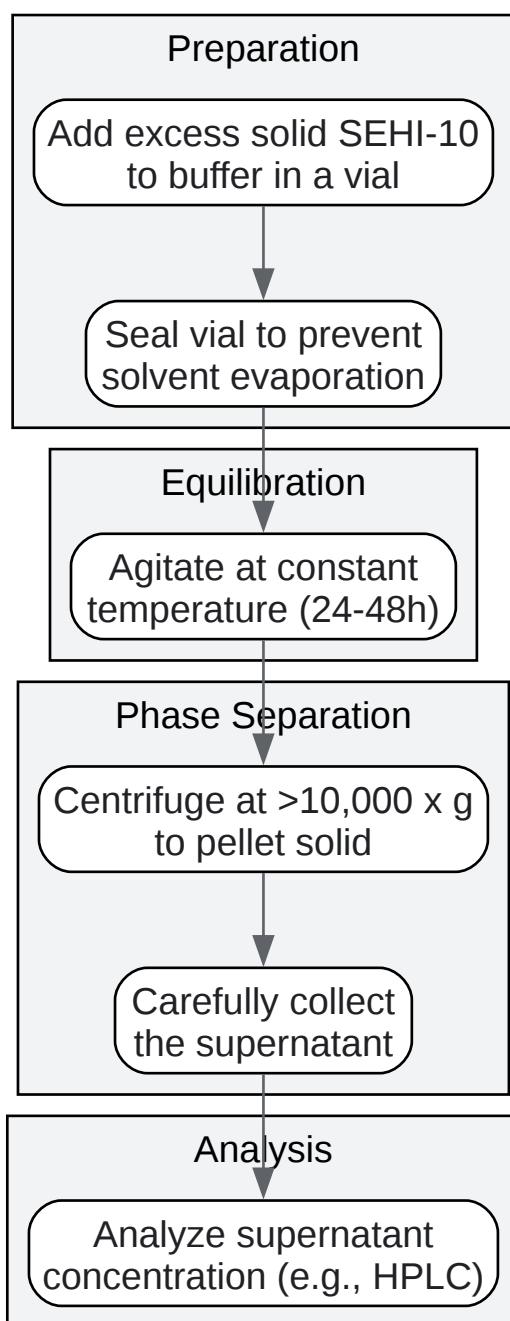 Preparation
Add excess solid SEHI-10
to buffer in a vial
Seal vial to prevent
solvent evaporation
Equilibration
Agitate at constant
temperature (24-48h)
Phase Separation
Centrifuge at >10,000 x g
to pellet solid
Carefully collect
the supernatant
Analysis
Analyze supernatant
concentration (e.g., HPLC)